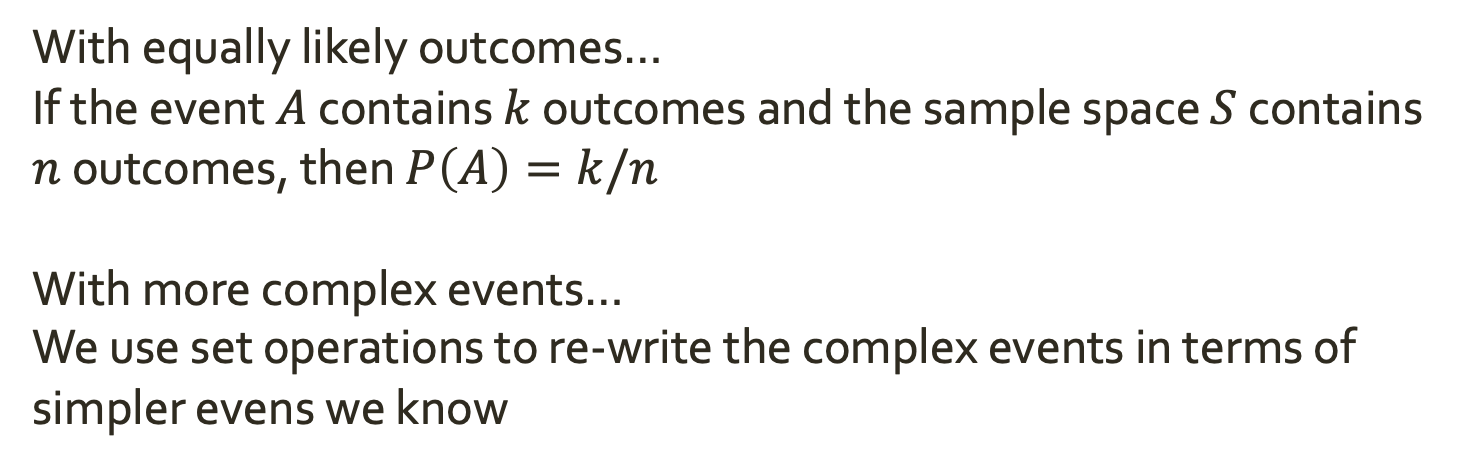 With equally likely outcomes…
If the event A contains k outcomes and the sample space S contains
n outcomes, then P(A) = k/n
With more complex events…
We use set operations to re-write the complex events in terms of
simpler evens we know